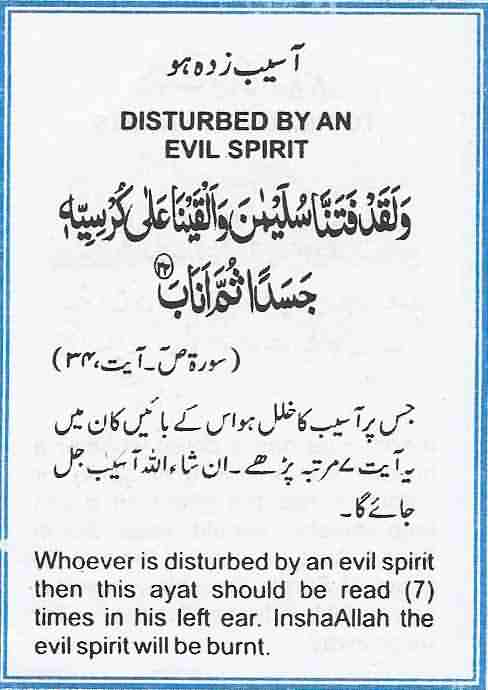 آسیب زدہ ہو
DISTURBED BY AN
EVIL SPIRIT
وَلَقَدْ فَتَنَّا سُلَيْمٰنَ وَاَلْقَيْنَا عَلٰى كُرْسِيِّهٖ
جَسَدًا ثُمَّ اَنَابَ ﴿۳۴﴾
(سورۃ صٓ۔آیت،۳۴)
جس پر آسیب کا خلل ہو اس کے بائیں کان میں
یہ آیت ۷ مرتبہ پڑھے۔ان شاء اللہ آسیب جل
جائے گا۔
Whoever is disturbed by an evil spirit
then this ayat should be read (7)
times in his left ear. InshaAllah the
evil spirit will be burnt.